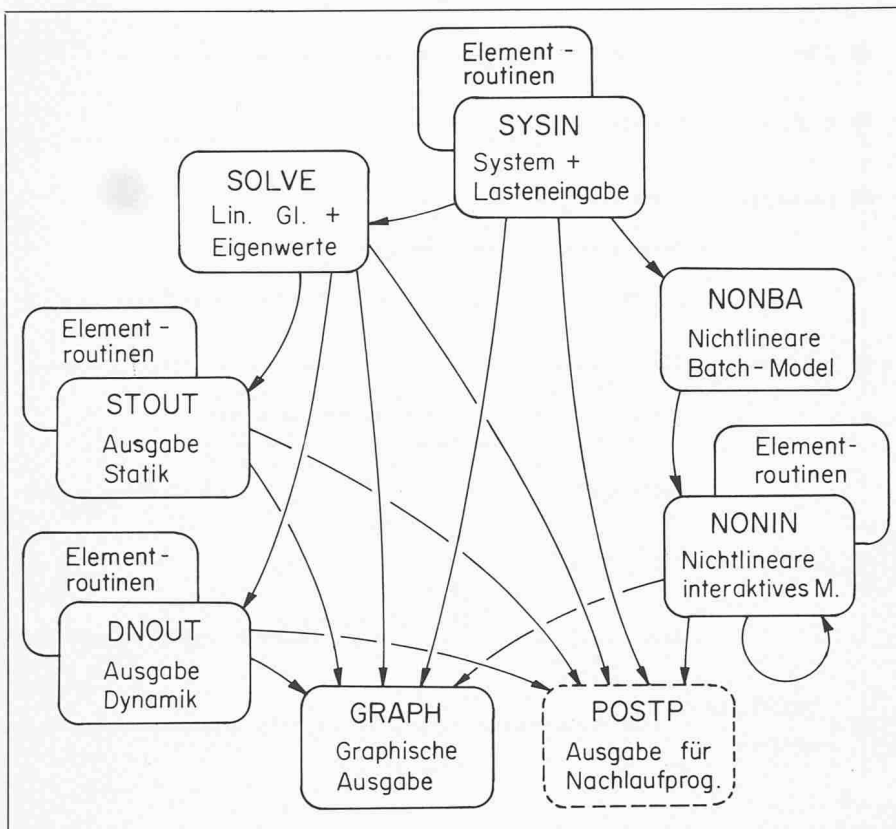 Element-
routinen
SYSIN
System +
Lasteneingabe
SOLVE
Lin. Gl. +
Eigenwerte
NONBA
Nichtlineare
Batch-Model
Element-
routinen
STOUT
Ausgabe
Statik
Element-
routinen
NONIN
Nichtlineare
interaktives M.
Element-
routinen
DNOUT
Ausgabe
Dynamik
GRAPH
Graphische
Ausgabe
POSTP
Ausgabe für
Nachlaufprog.